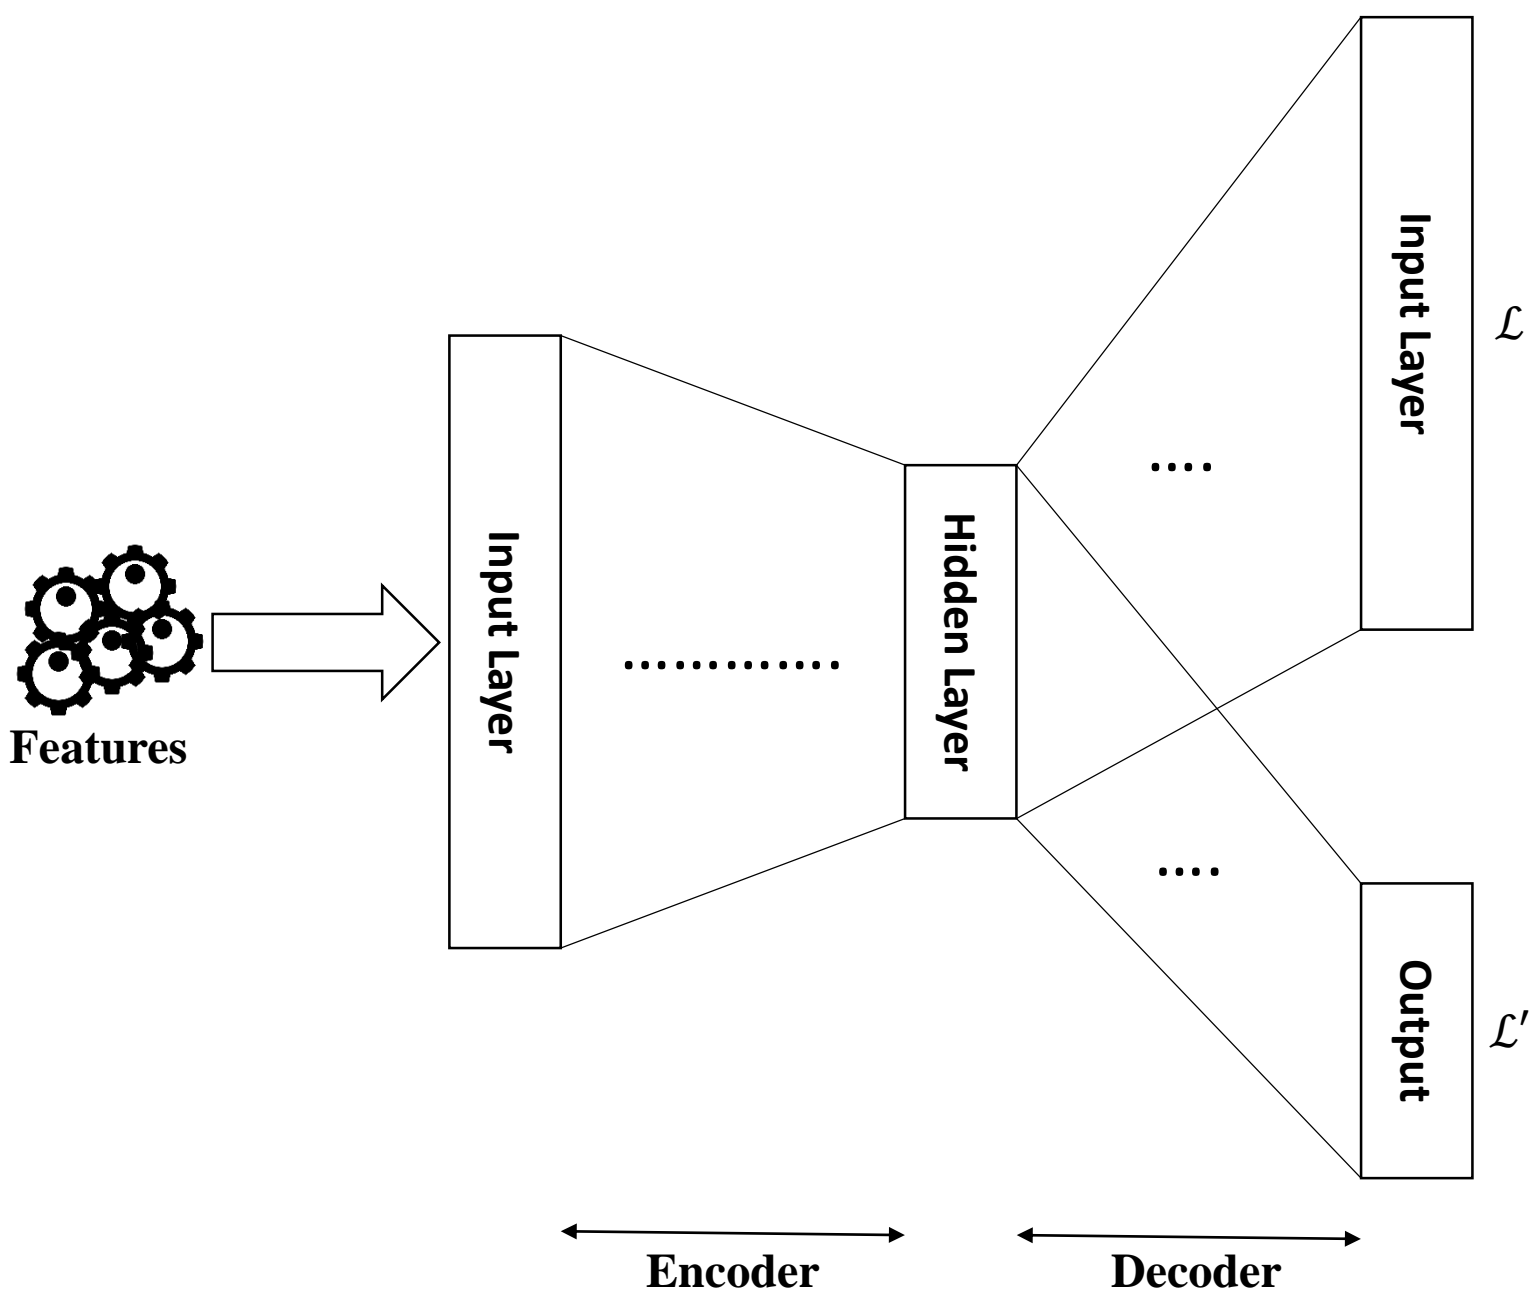 Features
Input Layer
............
Hidden Layer
....
....
Input Layer
ℒ
Output
ℒ′
Encoder
Decoder